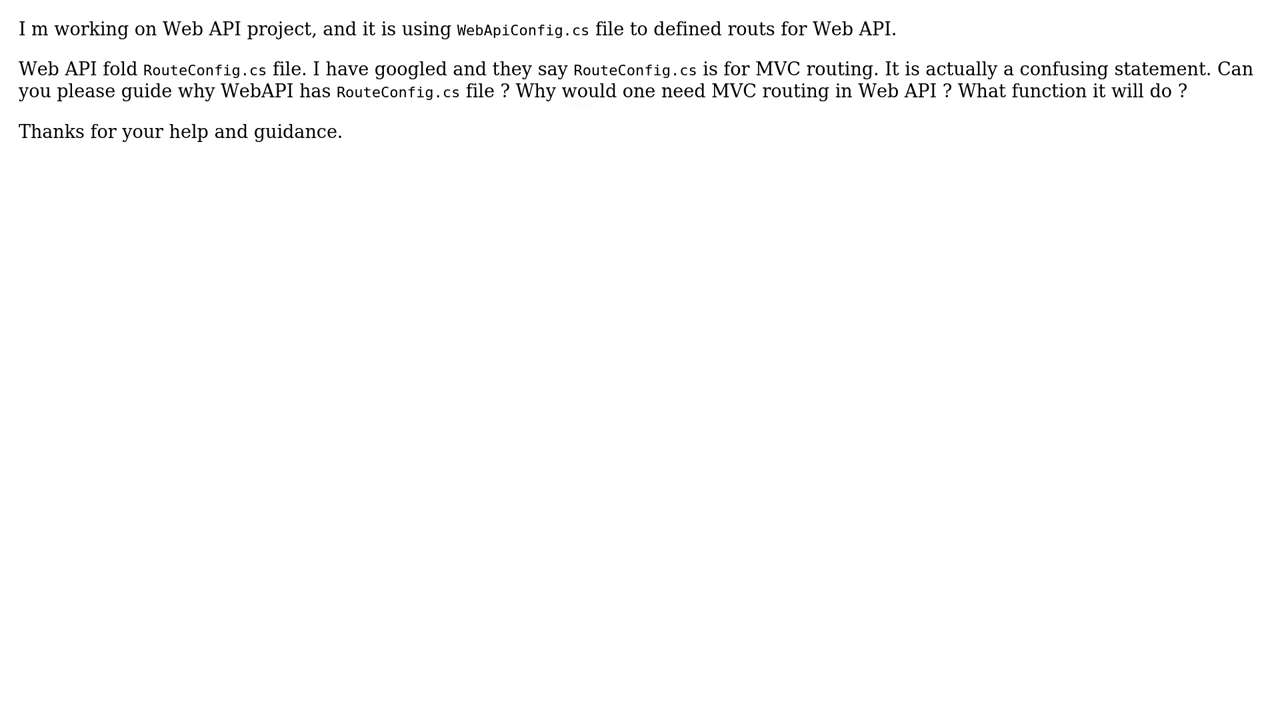 I m working on Web API project, and it is using WebApiConfig.cs file to defined routs for Web API.
Web API fold RouteConfig.cs file. I have googled and they say RouteConfig.cs is for MVC routing. It is actually a confusing statement. Can
you please guide why WebAPI has RouteConfig.cs file ? Why would one need MVC routing in Web API ? What function it will do ?
Thanks for your help and guidance.